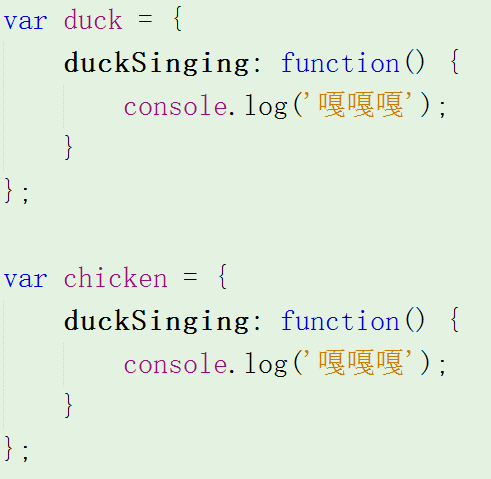 var duck = {
    duckSinging: function() {
        console.log('嘎嘎嘎');
    }
};

var chicken = {
    duckSinging: function() {
        console.log('嘎嘎嘎');
    }
};